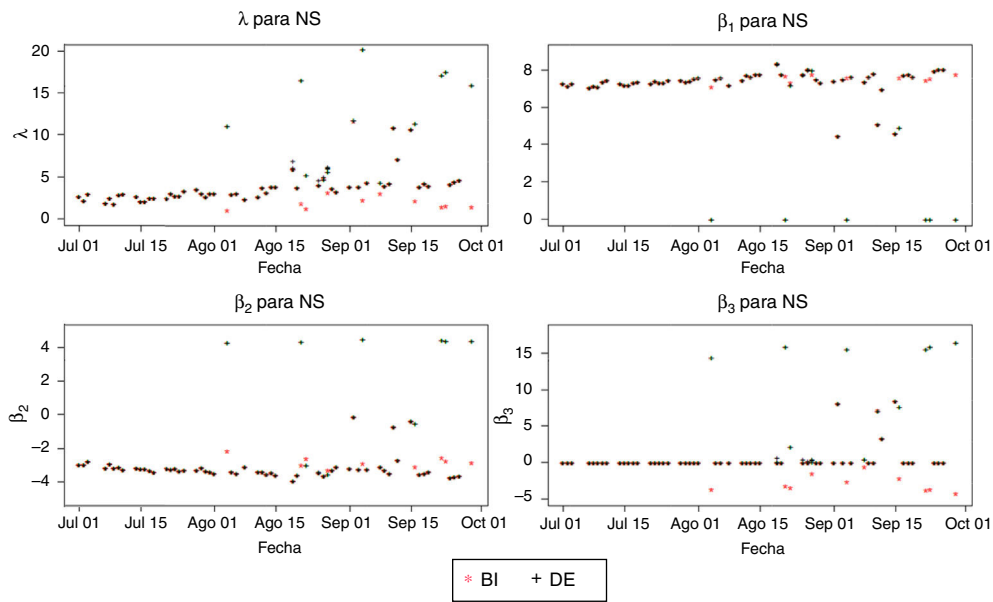 λ para NS
20
15
10
5
0
λ
Jul 01
Jul 15
Ago 01
Ago 15
Sep 01
Sep 15
Oct 01
Fecha
β1 para NS
8
6
4
2
0
Jul 01
Jul 15
Ago 01
Ago 15
Sep 01
Sep 15
Oct 01
Fecha
β2 para NS
4
2
0
−2
−4
β2
Jul 01
Jul 15
Ago 01
Ago 15
Sep 01
Sep 15
Oct 01
Fecha
β3 para NS
15
10
5
0
−5
β3
Jul 01
Jul 15
Ago 01
Ago 15
Sep 01
Sep 15
Oct 01
Fecha
* BI + DE